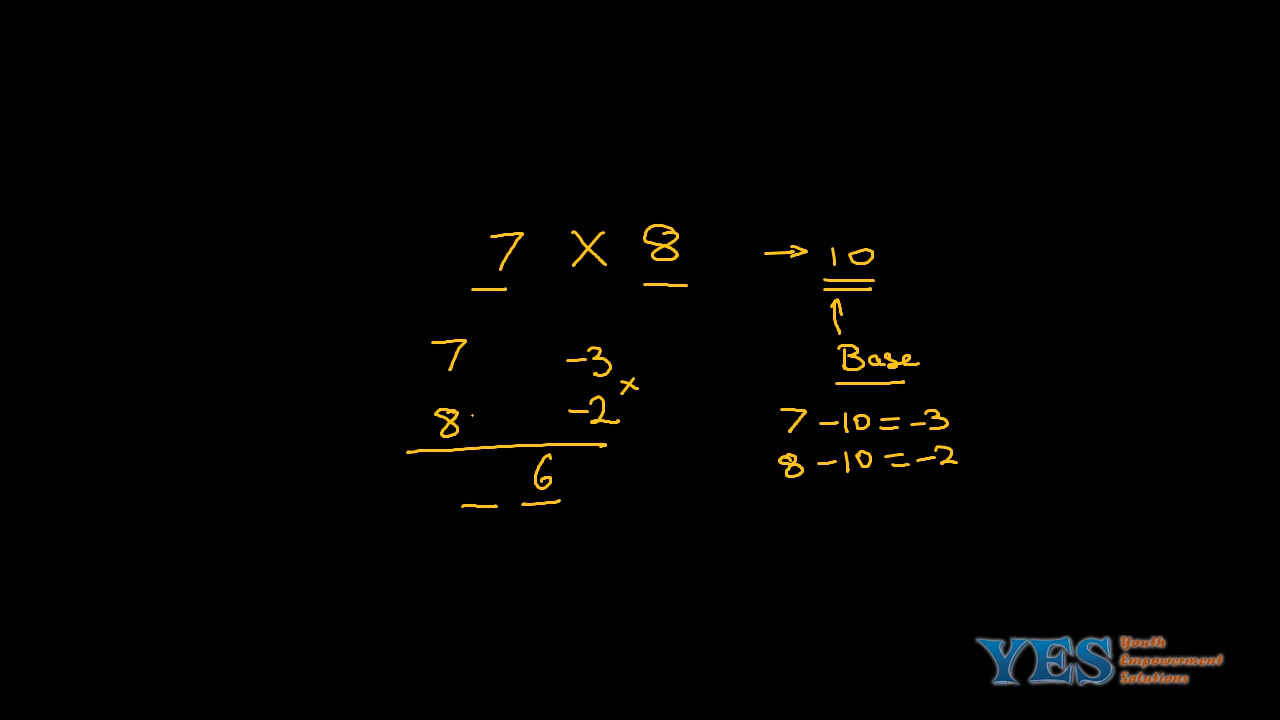 7 X 8 → 10
Base
7 -3
8 -2 ×
7 - 10 = -3
8 - 10 = -2
6
YES Youth
Empowerment
Solutions